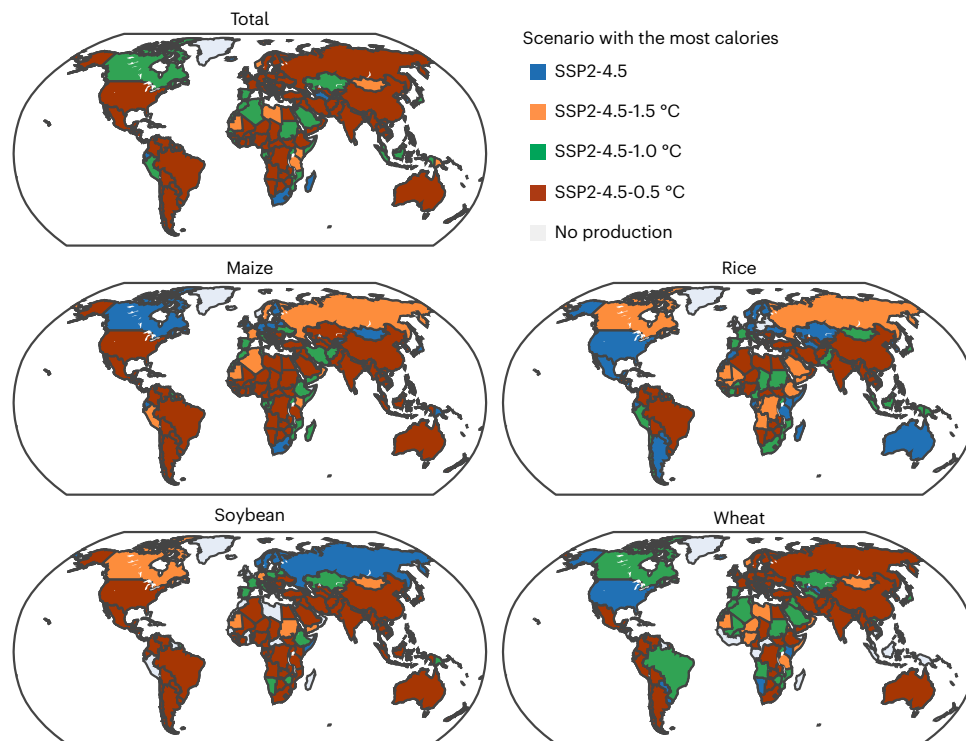 Total
Scenario with the most calories
SSP2-4.5
SSP2-4.5-1.5 °C
SSP2-4.5-1.0 °C
SSP2-4.5-0.5 °C
No production
Maize
Rice
Soybean
Wheat